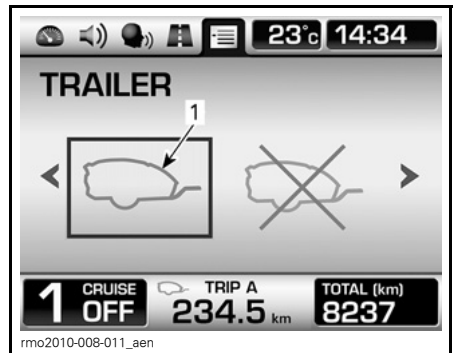 23°c 14:34
TRAILER
1
1 CRUISE OFF
TRIP A
234.5 km
TOTAL (km)
8237
rmo2010-008-011_aen